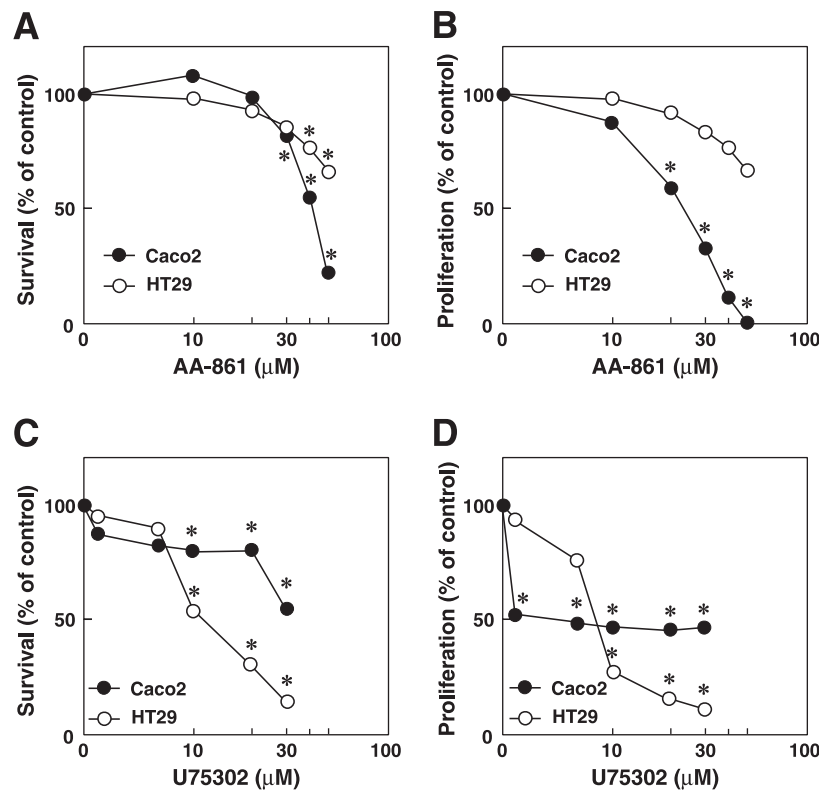 A
Survival (% of control)
100
50
0
*
*
*
*
*
Caco2
HT29
0
10
30
100
AA-861 (μM)
B
Proliferation (% of control)
100
50
0
*
*
*
*
Caco2
HT29
0
10
30
100
AA-861 (μM)
C
Survival (% of control)
100
50
0
*
*
*
*
*
*
Caco2
HT29
0
10
30
100
U75302 (μM)
D
Proliferation (% of control)
100
50
0
*
*
*
*
*
*
*
*
Caco2
HT29
0
10
30
100
U75302 (μM)